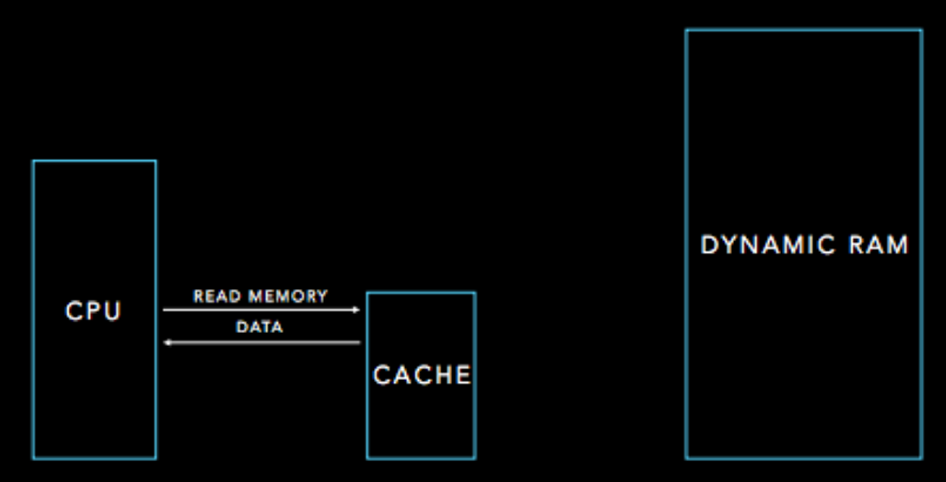 DYNAMIC RAM
READ MEMORY
CPU
DATA
CACHE